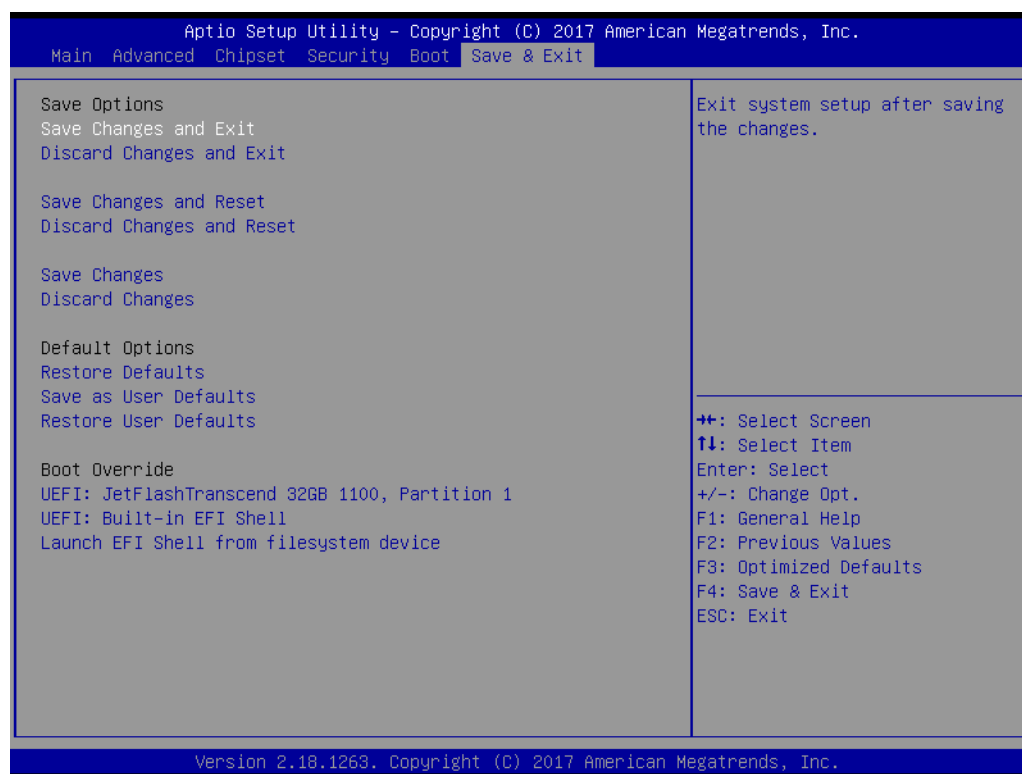 Aptio Setup Utility – Copyright (C) 2017 American Megatrends, Inc.
Main Advanced Chipset Security Boot Save & Exit
Save Options
Save Changes and Exit
Discard Changes and Exit
Save Changes and Reset
Discard Changes and Reset
Save Changes
Discard Changes
Default Options
Restore Defaults
Save as User Defaults
Restore User Defaults
Boot Override
UEFI: JetFlashTranscend 32GB 1100, Partition 1
UEFI: Built-in EFI Shell
Launch EFI Shell from filesystem device
Exit system setup after saving
the changes.
→←: Select Screen
↑↓: Select Item
Enter: Select
+/-: Change Opt.
F1: General Help
F2: Previous Values
F3: Optimized Defaults
F4: Save & Exit
ESC: Exit
Version 2.18.1263. Copyright (C) 2017 American Megatrends, Inc.